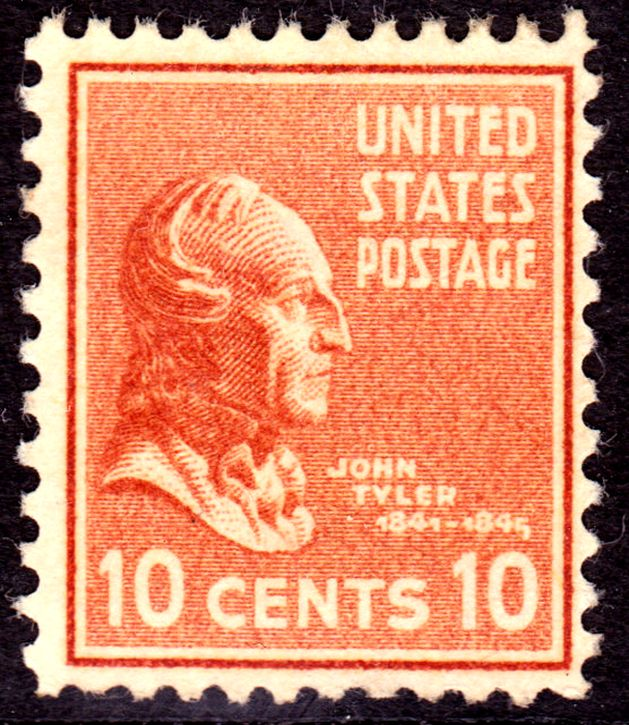 UNITED
STATES
POSTAGE
JOHN
TYLER
1841-1845
10 CENTS 10